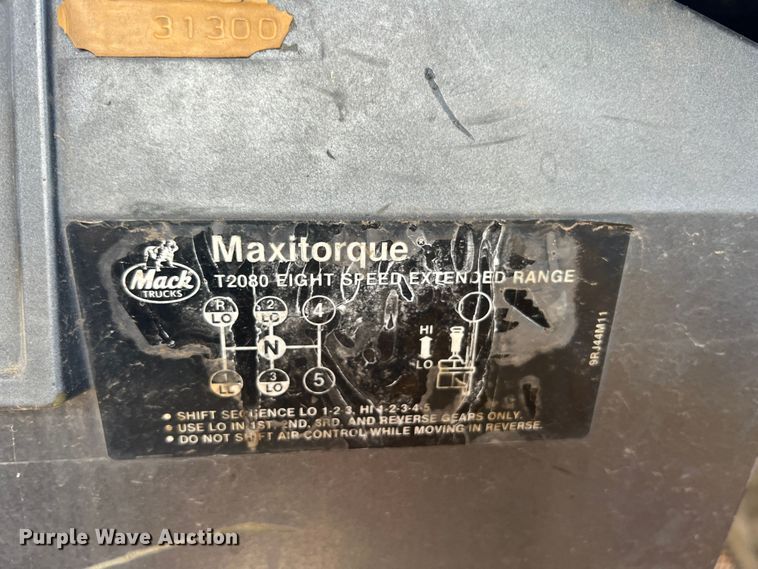 31300
Mack
TRUCKS
Maxitorque
T2080 EIGHT SPEED EXTENDED RANGE
R
LO
2
LO
4
N
3
LO
5
HI
LO
9RJ44M11
• SHIFT SEQUENCE LO 1-2-3, HI 1-2-3-4-5
• USE LO IN 1ST, 2ND, 3RD, AND REVERSE GEARS ONLY.
• DO NOT SHIFT AIR CONTROL WHILE MOVING IN REVERSE.
Purple Wave Auction